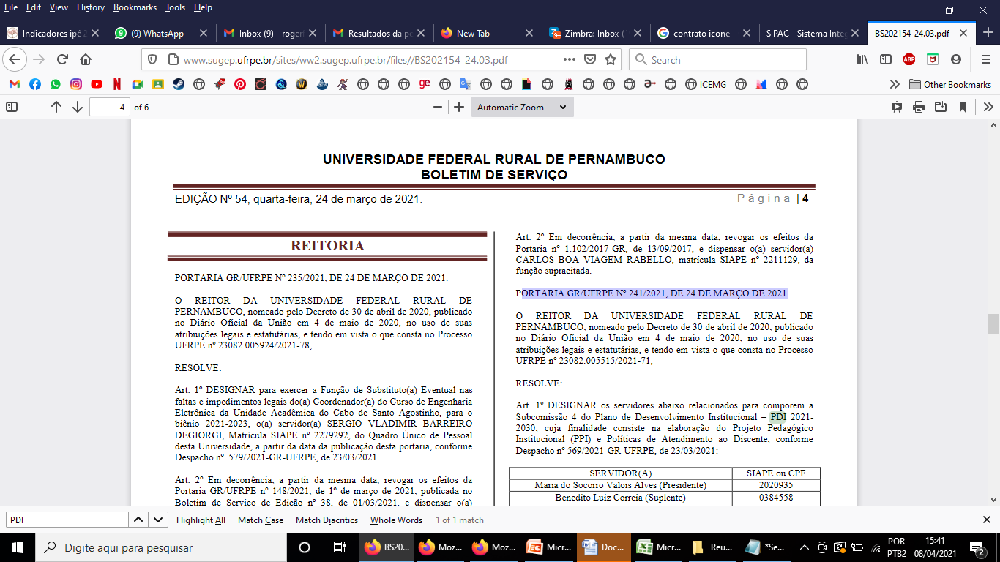 File Edit View History Bookmarks Tools Help
Indicadores ipê 2
(9) WhatsApp
Inbox (9) - roger
Resultados da pe
New Tab
Zimbra: Inbox (1
contrato icone -
SIPAC - Sistema Inte
BS202154-24.03.pdf
www.sugep.ufrpe.br/sites/ww2.sugep.ufrpe.br/files//BS202154-24.03.pdf
Search
ABP
ge
ICEMG
Other Bookmarks
4 of 6
Automatic Zoom
UNIVERSIDADE FEDERAL RURAL DE PERNAMBUCO
BOLETIM DE SERVIÇO
EDIÇÃO Nº 54, quarta-feira, 24 de março de 2021.
Página | 4
REITORIA
PORTARIA GR/UFRPE Nº 235/2021, DE 24 DE MARÇO DE 2021.
O REITOR DA UNIVERSIDADE FEDERAL RURAL DE
PERNAMBUCO, nomeado pelo Decreto de 30 de abril de 2020, publicado
no Diário Oficial da União em 4 de maio de 2020, no uso de suas
atribuições legais e estatutárias, e tendo em vista o que consta no Processo
UFRPE nº 23082.005924/2021-78,
RESOLVE:
Art. 1º DESIGNAR para exercer a Função de Substituto(a) Eventual nas
faltas e impedimentos legais do(a) Coordenador(a) do Curso de Engenharia
Eletrônica da Unidade Acadêmica do Cabo de Santo Agostinho, para o
biênio 2021-2023, o(a) servidor(a) SERGIO VLADIMIR BARREIRO
DEGIORGI, Matrícula SIAPE nº 2279292, do Quadro Único de Pessoal
desta Universidade, a partir da data da publicação desta portaria, conforme
Despacho nº 579/2021-GR-UFRPE, de 23/03/2021.
Art. 2º Em decorrência, a partir da mesma data, revogar os efeitos da
Portaria GR/UFRPE nº 148/2021, de 1º de março de 2021, publicada no
Boletim de Serviço de Edição nº 38, de 01/03/2021, e dispensar o(a)
Art. 2º Em decorrência, a partir da mesma data, revogar os efeitos da
Portaria nº 1.102/2017-GR, de 13/09/2017, e dispensar o(a) servidor(a)
CARLOS BOA VIAGEM RABELLO, matrícula SIAPE nº 2211129, da
função supracitada.
PORTARIA GR/UFRPE Nº 241/2021, DE 24 DE MARÇO DE 2021.
O REITOR DA UNIVERSIDADE FEDERAL RURAL DE
PERNAMBUCO, nomeado pelo Decreto de 30 de abril de 2020, publicado
no Diário Oficial da União em 4 de maio de 2020, no uso de suas
atribuições legais e estatutárias, e tendo em vista o que consta no Processo
UFRPE nº 23082.005515/2021-71,
RESOLVE:
Art. 1º DESIGNAR os servidores abaixo relacionados para comporem a
Subcomissão 4 do Plano de Desenvolvimento Institucional – PDI 2021-
2030, cuja finalidade consiste na elaboração do Projeto Pedagógico
Institucional (PPI) e Políticas de Atendimento ao Discente, conforme
Despacho nº 569/2021-GR-UFRPE, de 23/03/2021:
SERVIDOR(A) SIAPE ou CPF
Maria do Socorro Valois Alves (Presidente) 2020935
Benedito Luiz Correia (Suplente) 0384558
PDI
Highlight All Match Case Match Diacritics Whole Words 1 of 1 match
Digite aqui para pesquisar
BS20...
Moz...
Moz...
Micr...
Doc...
Micr...
Reu...
*Se...
POR
PTB2
15:41
08/04/2021
2